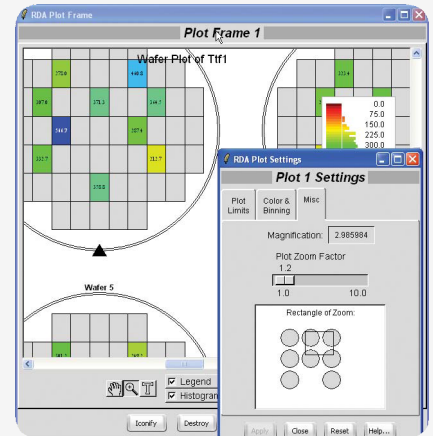 RDA Plot Frame
Plot Frame 1
Wafer Plot of Ttf1
0.0
75.0
150.0
225.0
300.0
Wafer 5
Legend
Histogran
Iconify
Destroy
RDA Plot Settings
Plot 1 Settings
Plot Limits
Color & Binning
Misc
Magnification: 2.985984
Plot Zoom Factor
1.2
1.0 10.0
Rectangle of Zoom:
Apply
Close
Reset
Help...